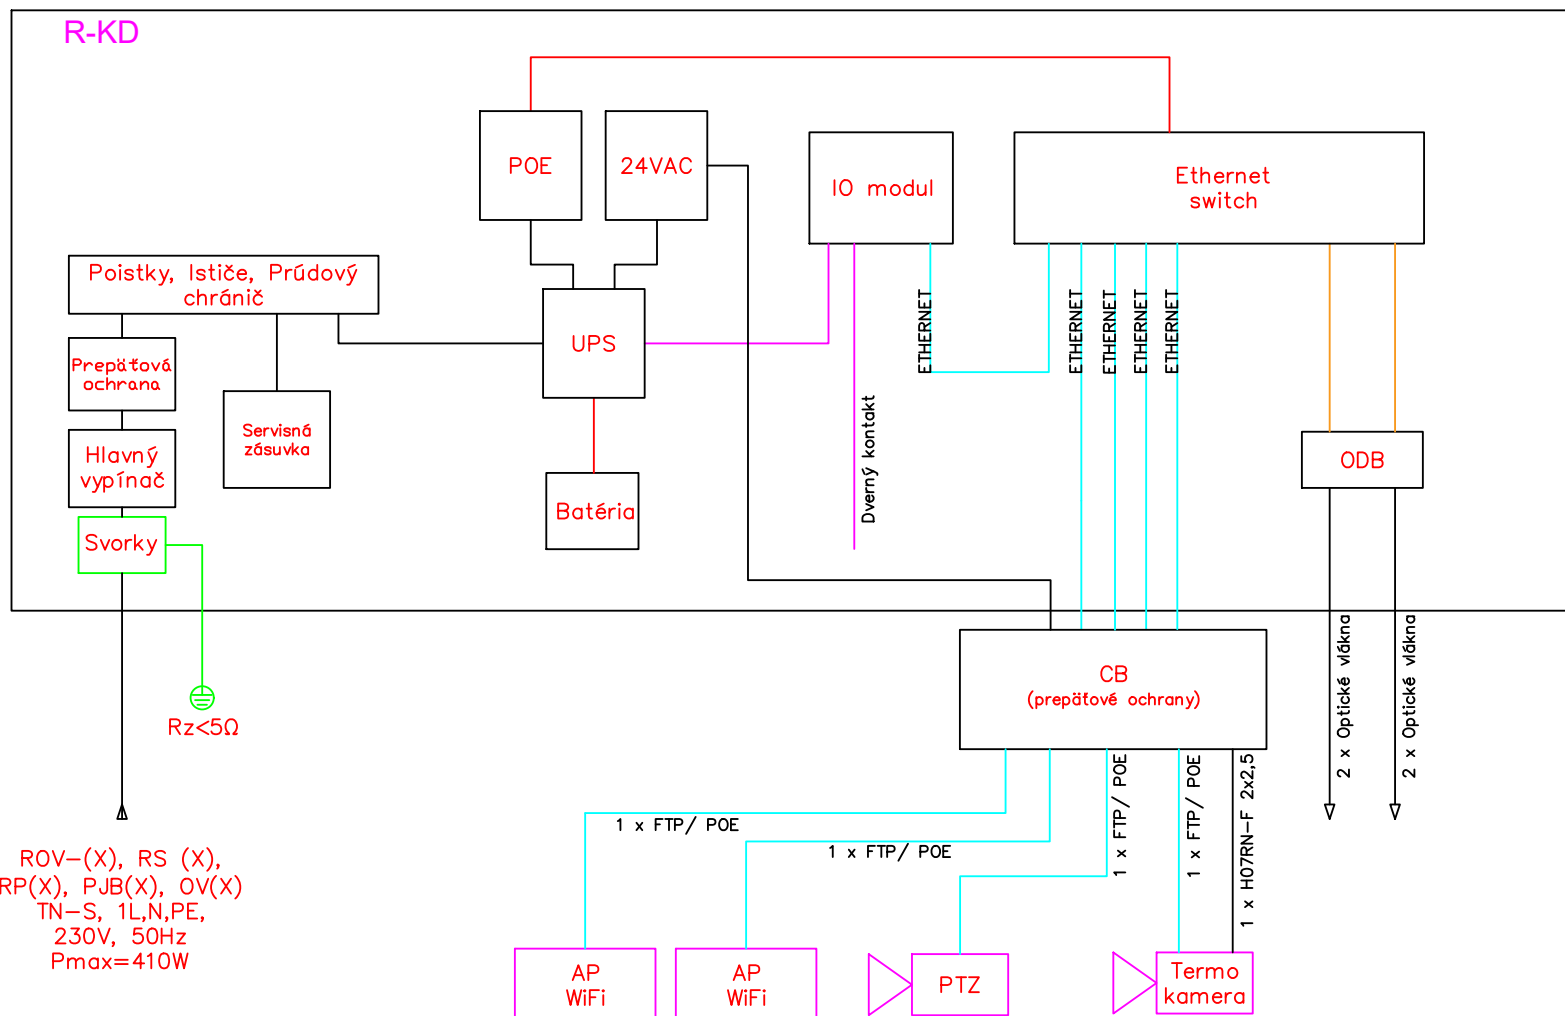 R-KD
POE
24VAC
IO modul
Ethernet
switch
Poistky, Ističe, Prúdový
chránič
UPS
Prepäťová
ochrana
Servisná
zásuvka
Hlavný
vypínač
Batéria
Svorky
ETHERNET
ETHERNET
ETHERNET
ETHERNET
ETHERNET
Dverný kontakt
ODB
CB
(prepäťové ochrany)
2 x Optické vlákna
2 x Optické vlákna
Rz<5Ω
1 x FTP/ POE
1 x FTP/ POE
1 x FTP/ POE
1 x FTP/ POE
1 x H07RN-F 2x2,5
ROV-(X), RS (X),
RP(X), PJB(X), OV(X)
TN-S, 1L,N,PE,
230V, 50Hz
Pmax=410W
AP
WiFi
AP
WiFi
PTZ
Termo
kamera